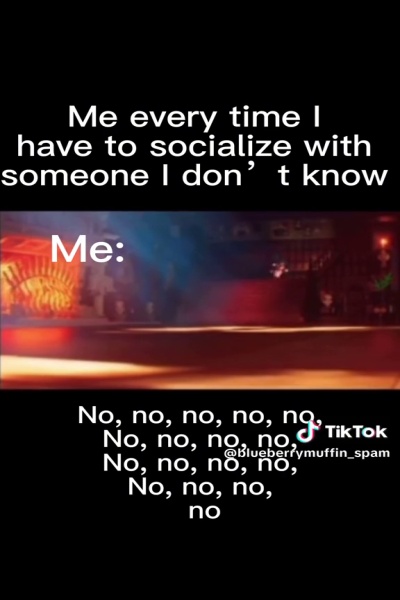 Me every time I
have to socialize with
someone I don’t know
Me:
No, no, no, no, no,
No, no, no, no,
No, no, no, no,
No, no, no,
no
TikTok
@blueberrymuffin_spam